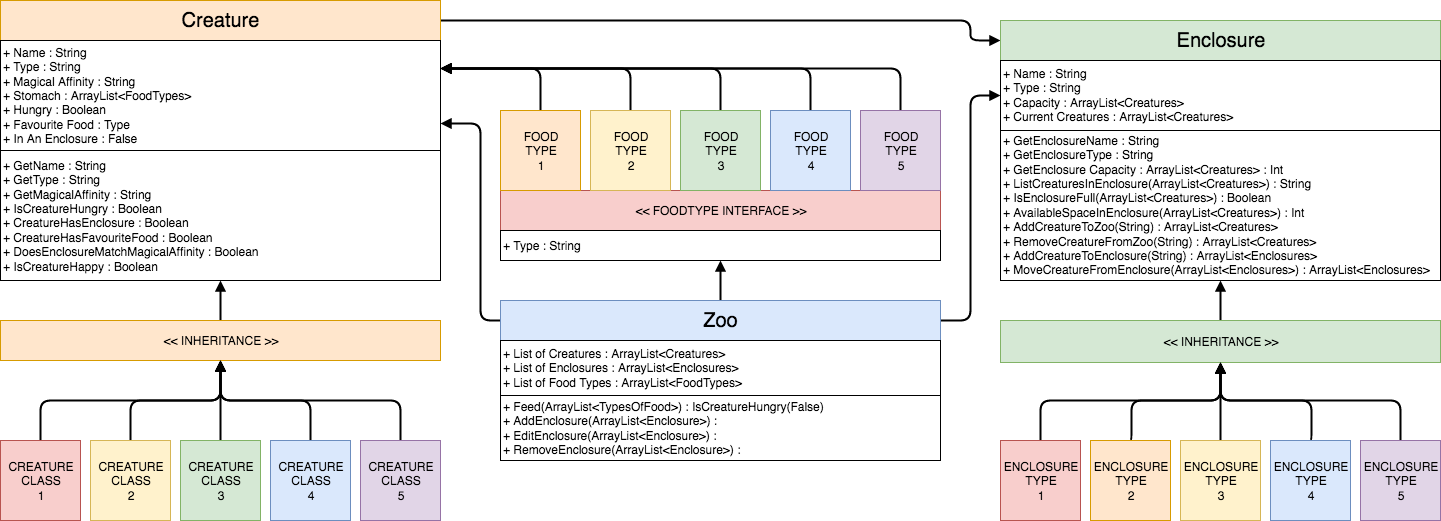 Creature
+ Name : String
+ Type : String
+ Magical Affinity : String
+ Stomach : ArrayList<FoodTypes>
+ Hungry : Boolean
+ Favourite Food : Type
+ In An Enclosure : False
+ GetName : String
+ GetType : String
+ GetMagicalAffinity : String
+ IsCreatureHungry : Boolean
+ CreatureHasEnclosure : Boolean
+ CreatureHasFavouriteFood : Boolean
+ DoesEnclosureMatchMagicalAffinity : Boolean
+ IsCreatureHappy : Boolean
<< INHERITANCE >>
CREATURE
CLASS
1
CREATURE
CLASS
2
CREATURE
CLASS
3
CREATURE
CLASS
4
CREATURE
CLASS
5
FOOD
TYPE
1
FOOD
TYPE
2
FOOD
TYPE
3
FOOD
TYPE
4
FOOD
TYPE
5
<< FOODTYPE INTERFACE >>
+ Type : String
Zoo
+ List of Creatures : ArrayList<Creatures>
+ List of Enclosures : ArrayList<Enclosures>
+ List of Food Types : ArrayList<FoodTypes>
+ Feed(ArrayList<TypesOfFood>) : IsCreatureHungry(False)
+ AddEnclosure(ArrayList<Enclosure>) :
+ EditEnclosure(ArrayList<Enclosure>) :
+ RemoveEnclosure(ArrayList<Enclosure>) :
Enclosure
+ Name : String
+ Type : String
+ Capacity : ArrayList<Creatures>
+ Current Creatures : ArrayList<Creatures>
+ GetEnclosureName : String
+ GetEnclosureType : String
+ GetEnclosure Capacity : ArrayList<Creatures> : Int
+ ListCreaturesInEnclosure(ArrayList<Creatures>) : String
+ IsEnclosureFull(ArrayList<Creatures>) : Boolean
+ AvailableSpaceInEnclosure(ArrayList<Creatures>) : Int
+ AddCreatureToZoo(String) : ArrayList<Creatures>
+ RemoveCreatureFromZoo(String) : ArrayList<Creatures>
+ AddCreatureToEnclosure(String) : ArrayList<Enclosures>
+ MoveCreatureFromEnclosure(ArrayList<Enclosures>) : ArrayList<Enclosures>
<< INHERITANCE >>
ENCLOSURE
TYPE
1
ENCLOSURE
TYPE
2
ENCLOSURE
TYPE
3
ENCLOSURE
TYPE
4
ENCLOSURE
TYPE
5